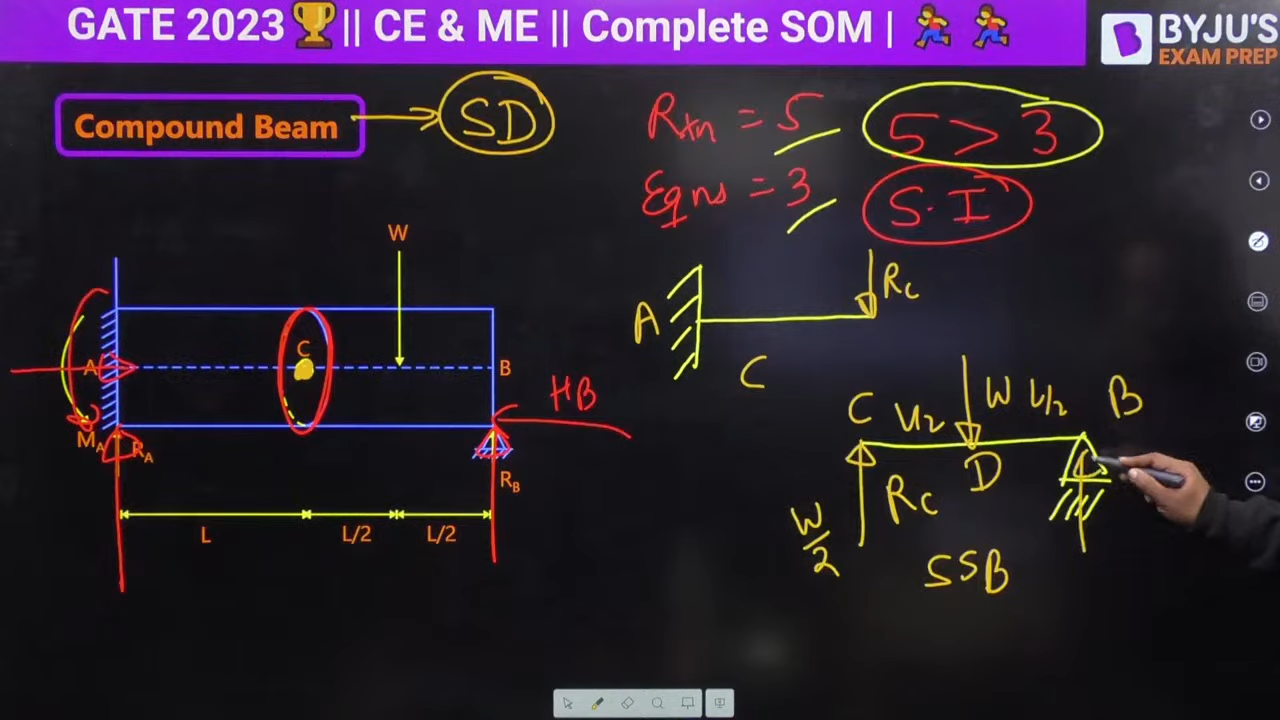 GATE 2023🏆|| CE & ME || Complete SOM | 🏃 🏃
BYJU'S
EXAM PREP
Compound Beam
SD
Rxn = 5
5 > 3
Eqns = 3
S.I
W
A
C
B
HB
MA
RA
RB
L
L/2
L/2
A
RC
C
C
L/2
W
L/2
B
D
RC
W/2
SSB